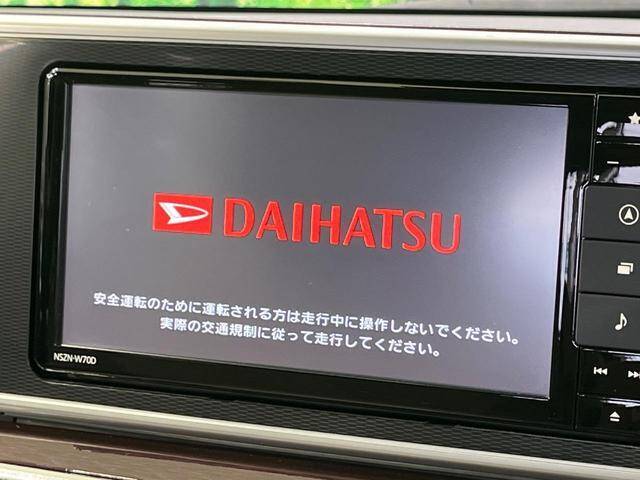 DAIHATSU
安全運転のために運転される方は走行中に操作しないでください。
実際の交通規制に従って走行してください。
NSZN-W70D